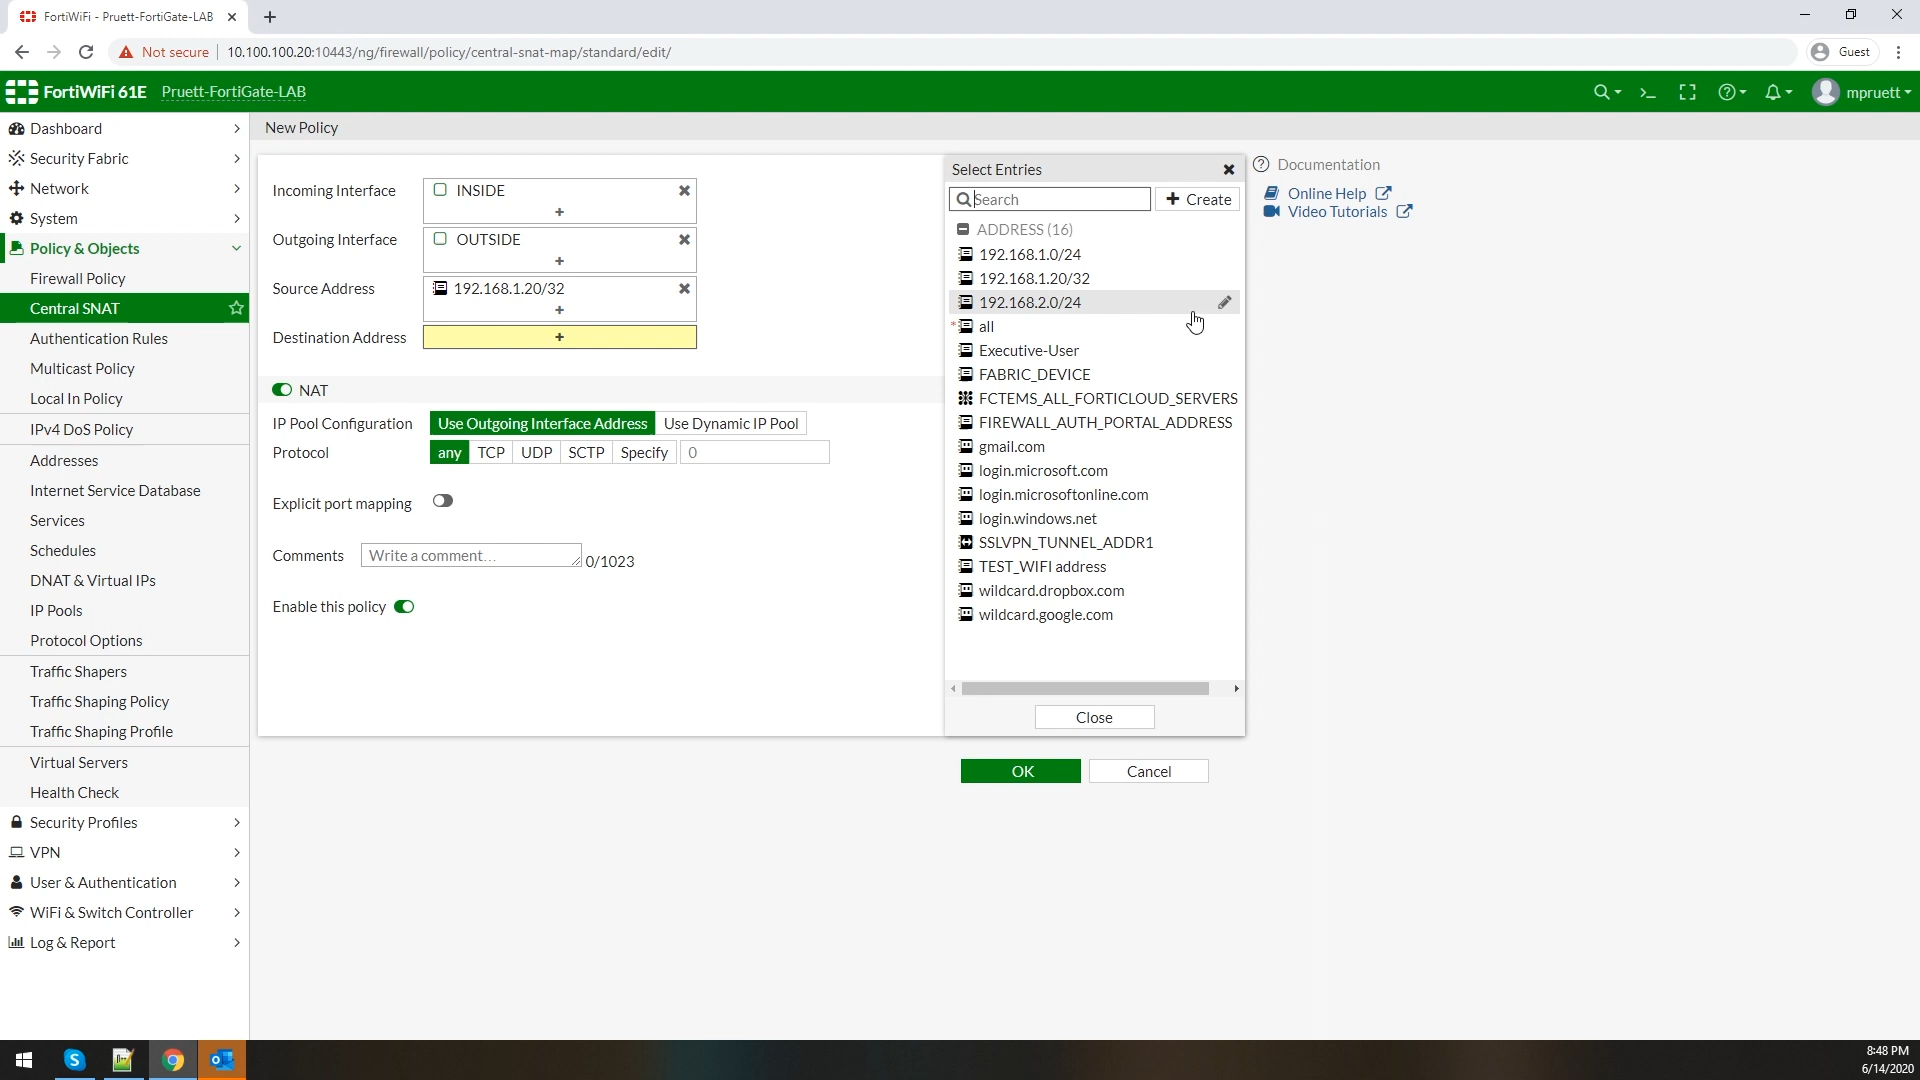 FortiWiFi - Pruett-FortiGate-LAB
Not secure
10.100.100.20:10443/ng/firewall/policy/central-snat-map/standard/edit/
Guest
FortiWiFi 61E Pruett-FortiGate-LAB
mpruett
Dashboard
Security Fabric
Network
System
Policy & Objects
Firewall Policy
Central SNAT
Authentication Rules
Multicast Policy
Local In Policy
IPv4 DoS Policy
Addresses
Internet Service Database
Services
Schedules
DNAT & Virtual IPs
IP Pools
Protocol Options
Traffic Shapers
Traffic Shaping Policy
Traffic Shaping Profile
Virtual Servers
Health Check
Security Profiles
VPN
User & Authentication
WiFi & Switch Controller
Log & Report
New Policy
Incoming Interface
INSIDE
+
Outgoing Interface
OUTSIDE
+
Source Address
192.168.1.20/32
+
Destination Address
+
NAT
IP Pool Configuration
Use Outgoing Interface Address
Use Dynamic IP Pool
Protocol
any TCP UDP SCTP Specify 0
Explicit port mapping
Comments
Write a comment...
0/1023
Enable this policy
Select Entries
Search
+ Create
ADDRESS (16)
192.168.1.0/24
192.168.1.20/32
192.168.2.0/24
* all
Executive-User
FABRIC_DEVICE
FCTEMS_ALL_FORTICLOUD_SERVERS
FIREWALL_AUTH_PORTAL_ADDRESS
gmail.com
login.microsoft.com
login.microsoftonline.com
login.windows.net
SSLVPN_TUNNEL_ADDR1
TEST_WIFI address
wildcard.dropbox.com
wildcard.google.com
Close
OK
Cancel
Documentation
Online Help
Video Tutorials
8:48 PM
6/14/2020